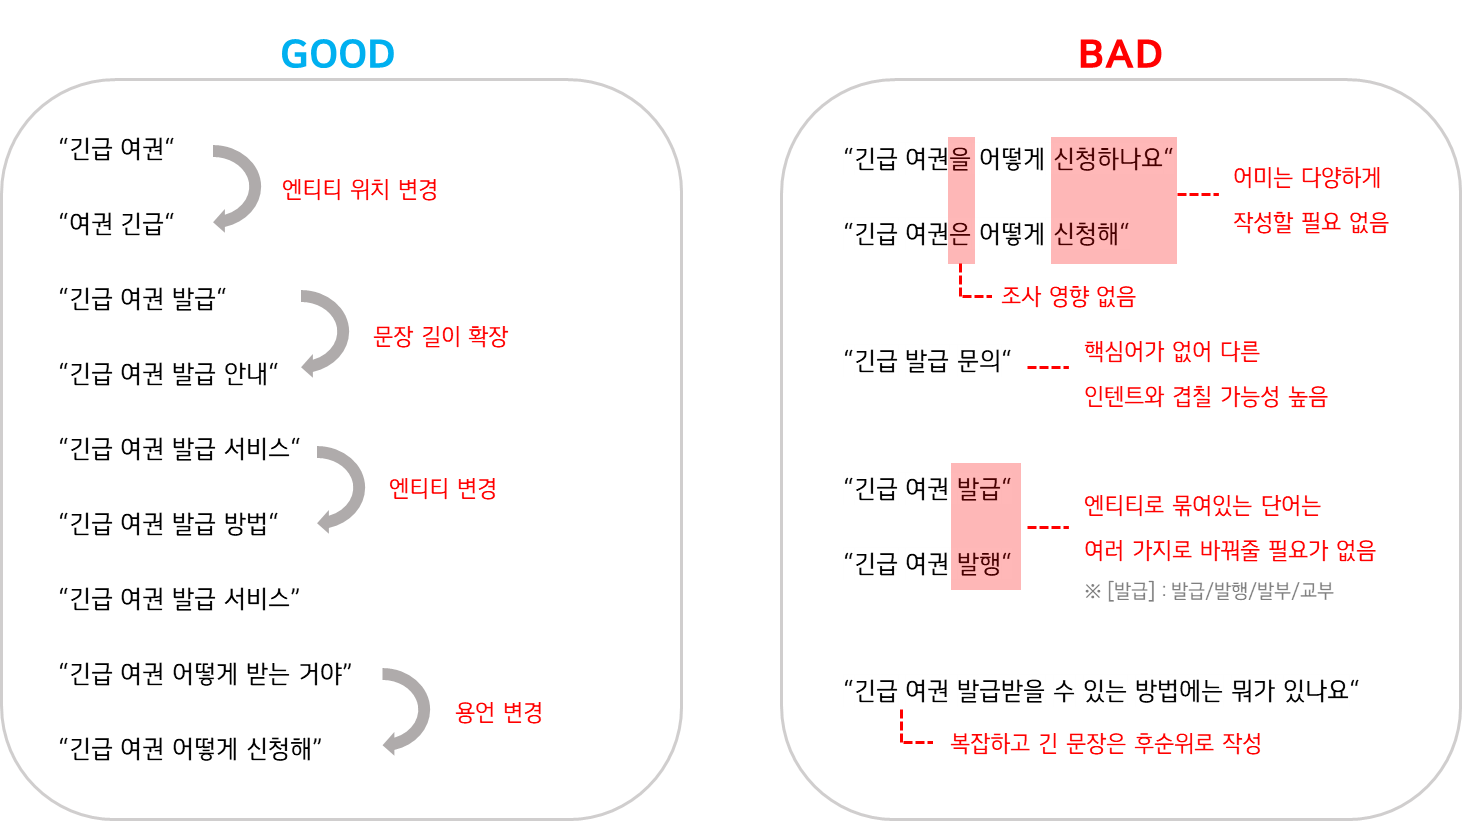 GOOD
“긴급 여권“
엔티티 위치 변경
“여권 긴급“
“긴급 여권 발급“
문장 길이 확장
“긴급 여권 발급 안내“
“긴급 여권 발급 서비스“
엔티티 변경
“긴급 여권 발급 방법“
“긴급 여권 발급 서비스”
“긴급 여권 어떻게 받는 거야”
용언 변경
“긴급 여권 어떻게 신청해”
BAD
“긴급 여권을 어떻게 신청하나요“
어미는 다양하게
작성할 필요 없음
“긴급 여권은 어떻게 신청해“
조사 영향 없음
“긴급 발급 문의“
핵심어가 없어 다른
인텐트와 겹칠 가능성 높음
“긴급 여권 발급“
엔티티로 묶여있는 단어는
여러 가지로 바꿔줄 필요가 없음
“긴급 여권 발행“
※ [발급] : 발급/발행/발부/교부
“긴급 여권 발급받을 수 있는 방법에는 뭐가 있나요“
복잡하고 긴 문장은 후순위로 작성